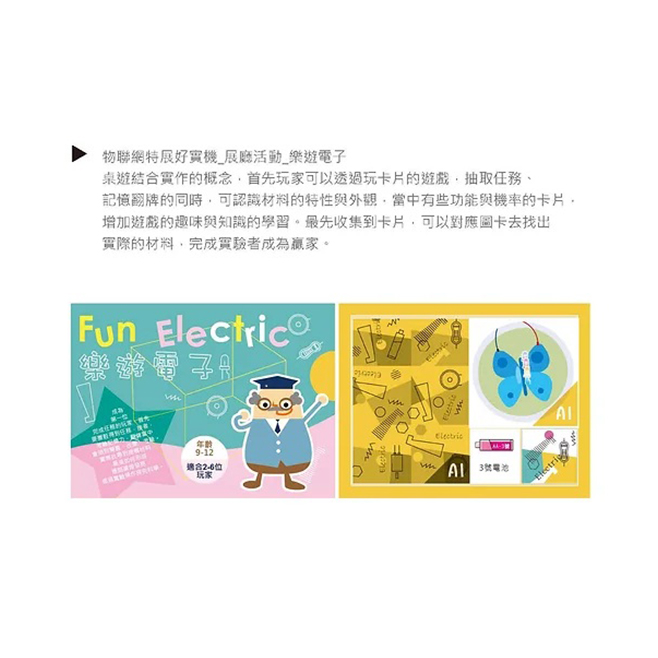 物聯網特展好實機_展廳活動_樂遊電子
桌遊結合實作的概念，首先玩家可以透過玩卡片的遊戲，抽取任務、
記憶翻牌的同時，可認識材料的特性與外觀，當中有些功能與機率的卡片，
增加遊戲的趣味與知識的學習。最先收集到卡片，可以對應圖卡去找出
實際的材料，完成實驗者成為贏家。
Fun Electric
樂遊電子
成為
第一位
年齡
9-12
適合2-6位
玩家
Electric
Electric
AI
AI
3號電池
Electric